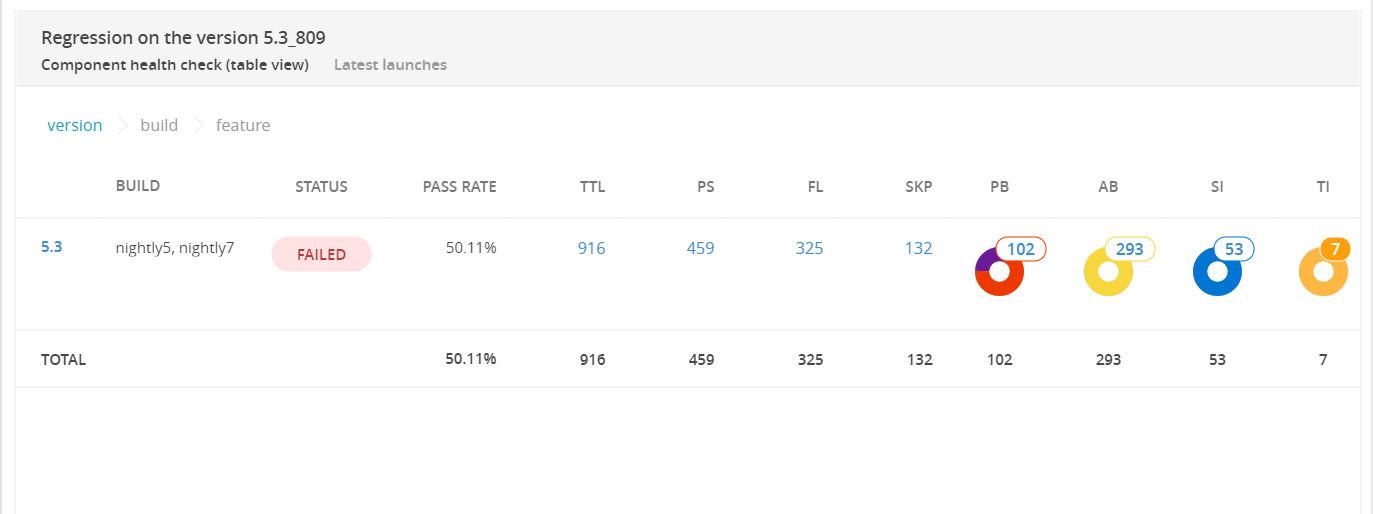 Regression on the version 5.3_809
Component health check (table view) Latest launches
version build feature
BUILD STATUS PASS RATE TTL PS FL SKP PB AB SI TI
5.3 nightly5, nightly7 FAILED 50.11% 916 459 325 132 102 293 53 7
TOTAL 50.11% 916 459 325 132 102 293 53 7